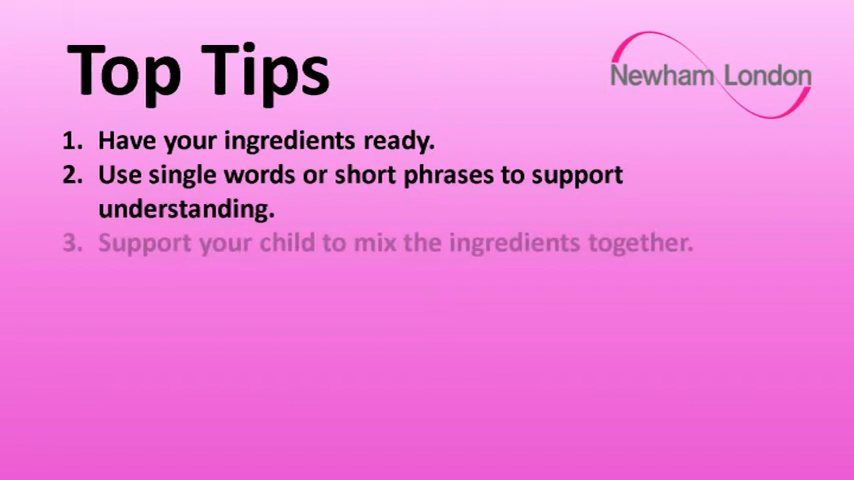 Top Tips
Newham London
1. Have your ingredients ready.
2. Use single words or short phrases to support
understanding.
3. Support your child to mix the ingredients together.